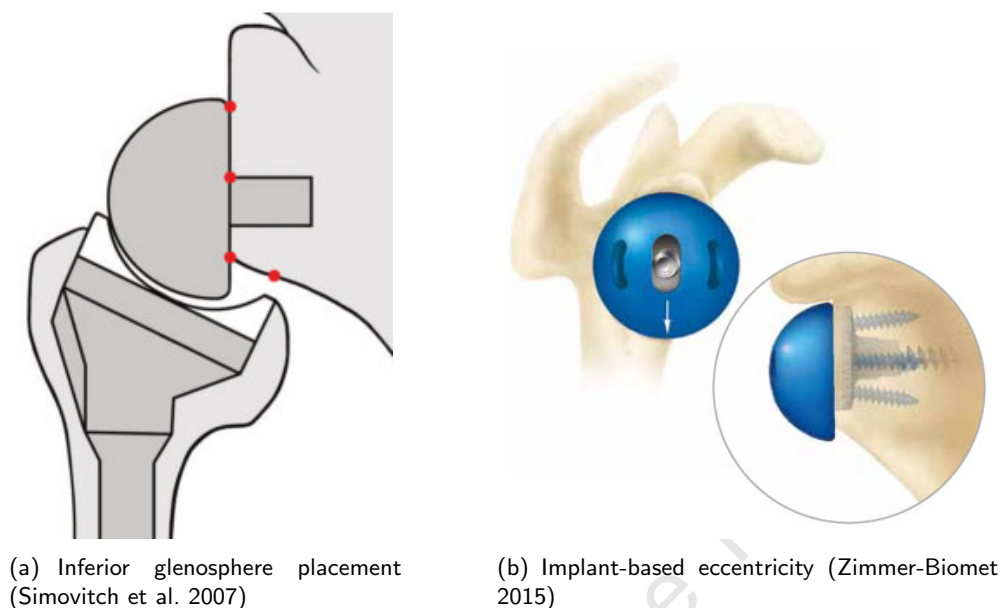 (a) Inferior glenosphere placement
(Simovitch et al. 2007)
(b) Implant-based eccentricity (Zimmer-Biomet
2015)